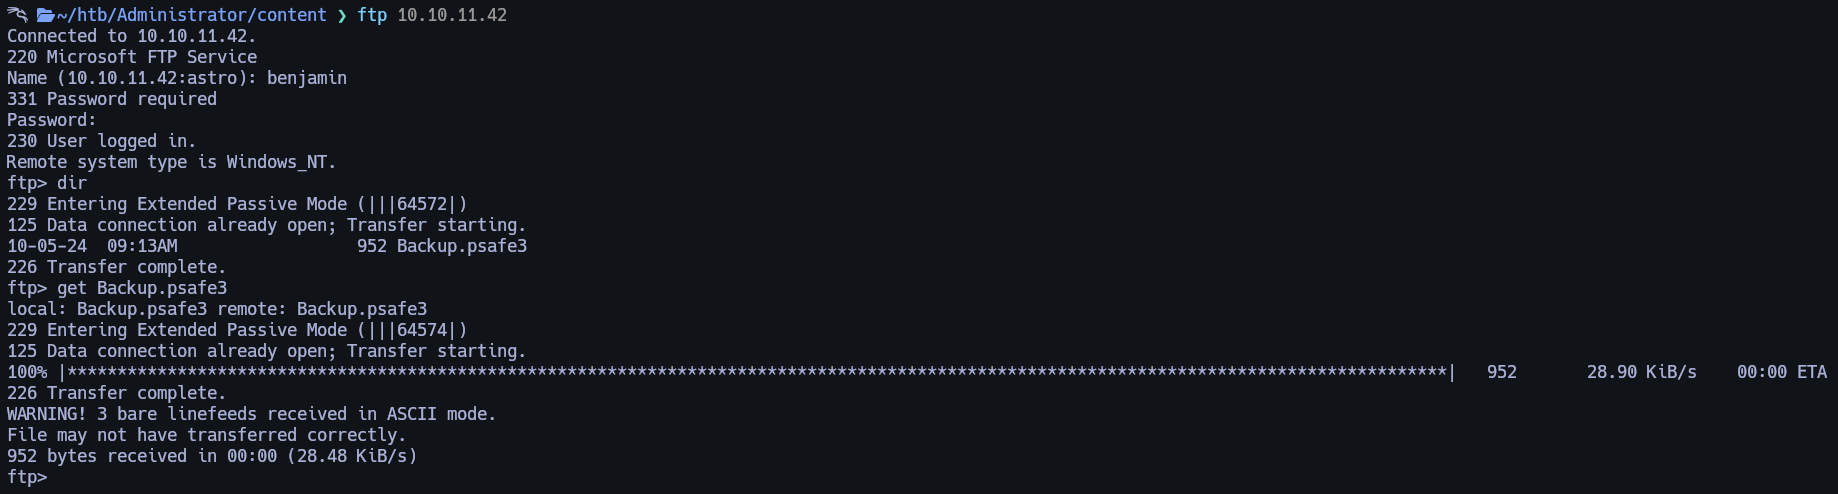 ~/htb/Administrator/content ❯ ftp 10.10.11.42
Connected to 10.10.11.42.
220 Microsoft FTP Service
Name (10.10.11.42:astro): benjamin
331 Password required
Password:
230 User logged in.
Remote system type is Windows_NT.
ftp> dir
229 Entering Extended Passive Mode (|||64572|)
125 Data connection already open; Transfer starting.
10-05-24  09:13AM                  952 Backup.psafe3
226 Transfer complete.
ftp> get Backup.psafe3
local: Backup.psafe3 remote: Backup.psafe3
229 Entering Extended Passive Mode (|||64574|)
125 Data connection already open; Transfer starting.
100% |******************************************************************************************************************************************|   952       28.90 KiB/s    00:00 ETA
226 Transfer complete.
WARNING! 3 bare linefeeds received in ASCII mode.
File may not have transferred correctly.
952 bytes received in 00:00 (28.48 KiB/s)
ftp>